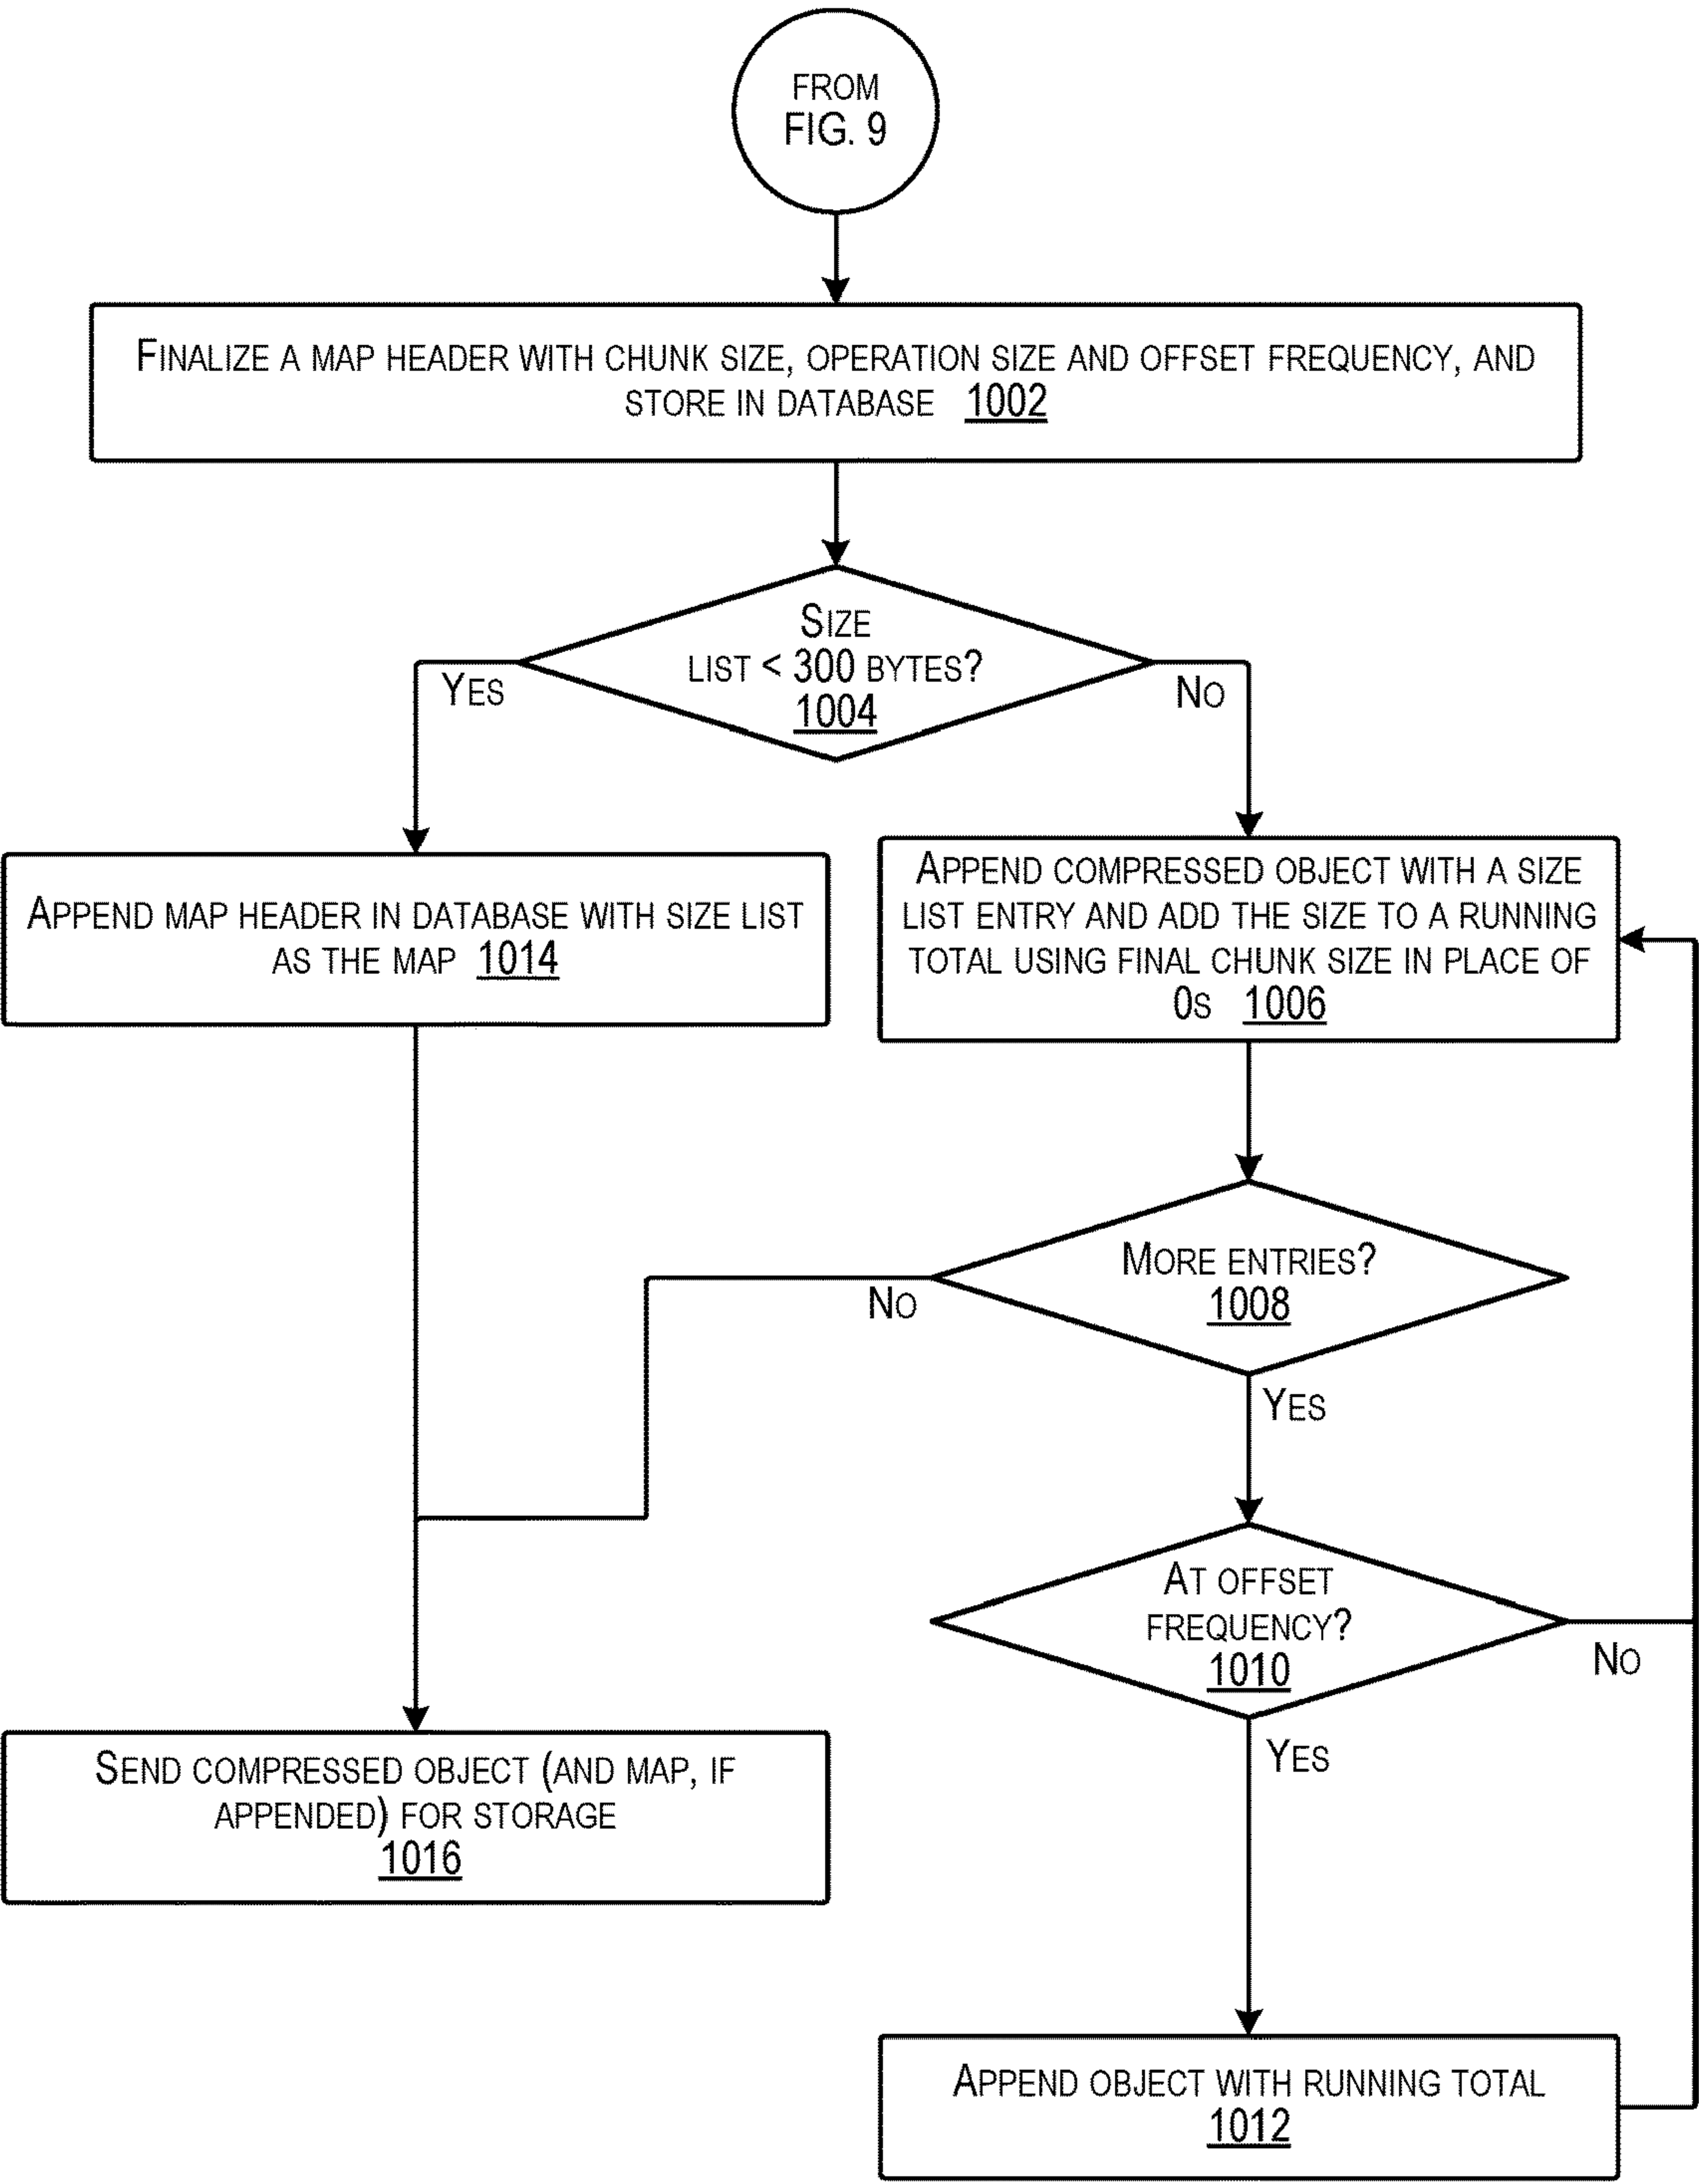 FROM
FIG. 9
FINALIZE A MAP HEADER WITH CHUNK SIZE, OPERATION SIZE AND OFFSET FREQUENCY, AND
STORE IN DATABASE 1002
SIZE
LIST < 300 BYTES?
1004
YES
NO
APPEND MAP HEADER IN DATABASE WITH SIZE LIST
AS THE MAP 1014
APPEND COMPRESSED OBJECT WITH A SIZE
LIST ENTRY AND ADD THE SIZE TO A RUNNING
TOTAL USING FINAL CHUNK SIZE IN PLACE OF
0S 1006
MORE ENTRIES?
1008
NO
YES
AT OFFSET
FREQUENCY?
1010
NO
YES
SEND COMPRESSED OBJECT (AND MAP, IF
APPENDED) FOR STORAGE
1016
APPEND OBJECT WITH RUNNING TOTAL
1012